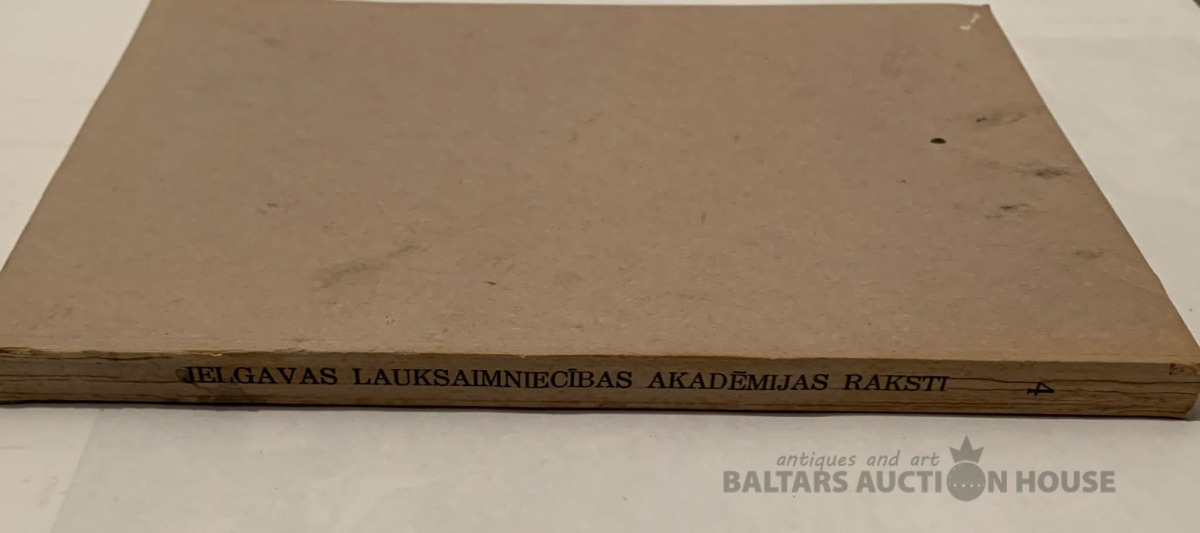 JELGAVAS LAUKSAIMNIECĪBAS AKADĒMIJAS RAKSTI 4
antiques and art
BALTARS AUCTION HOUSE